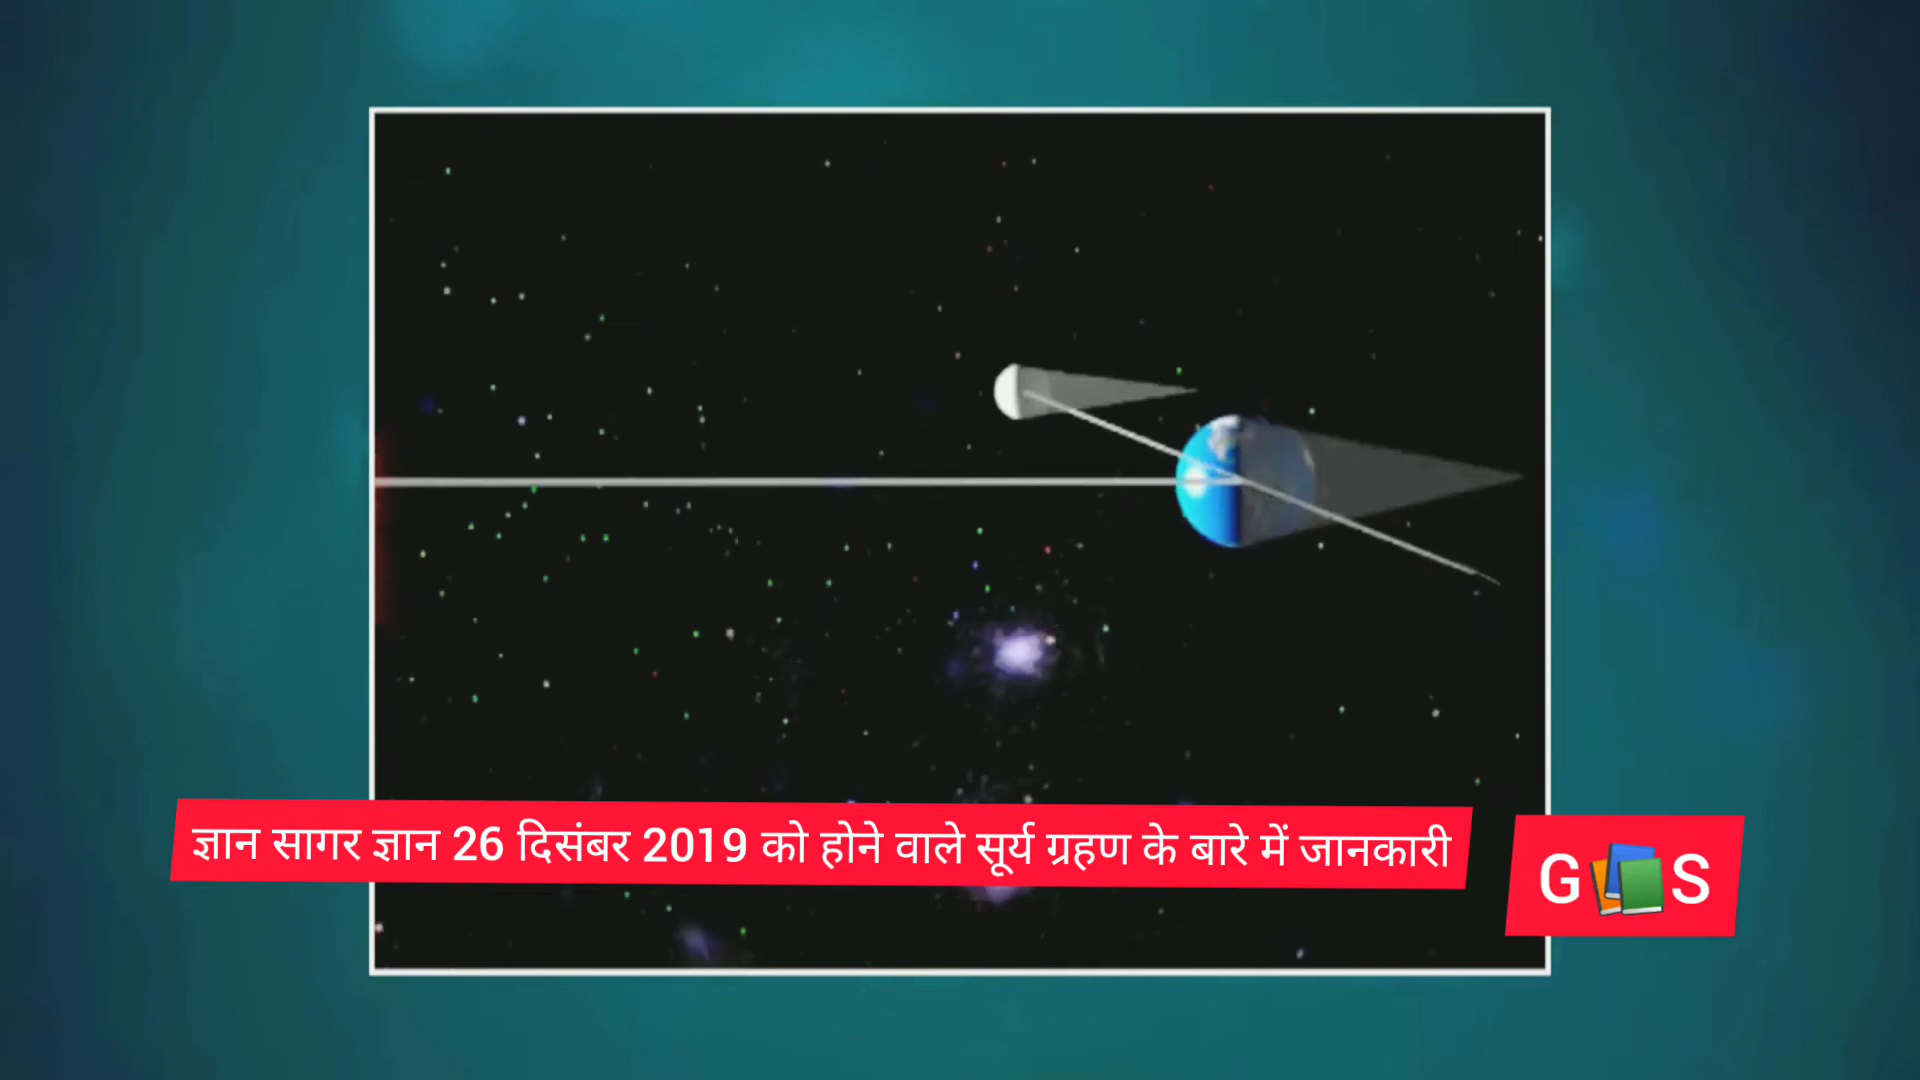 ज्ञान सागर ज्ञान 26 दिसंबर 2019 को होने वाले सूर्य ग्रहण के बारे में जानकारी
G S